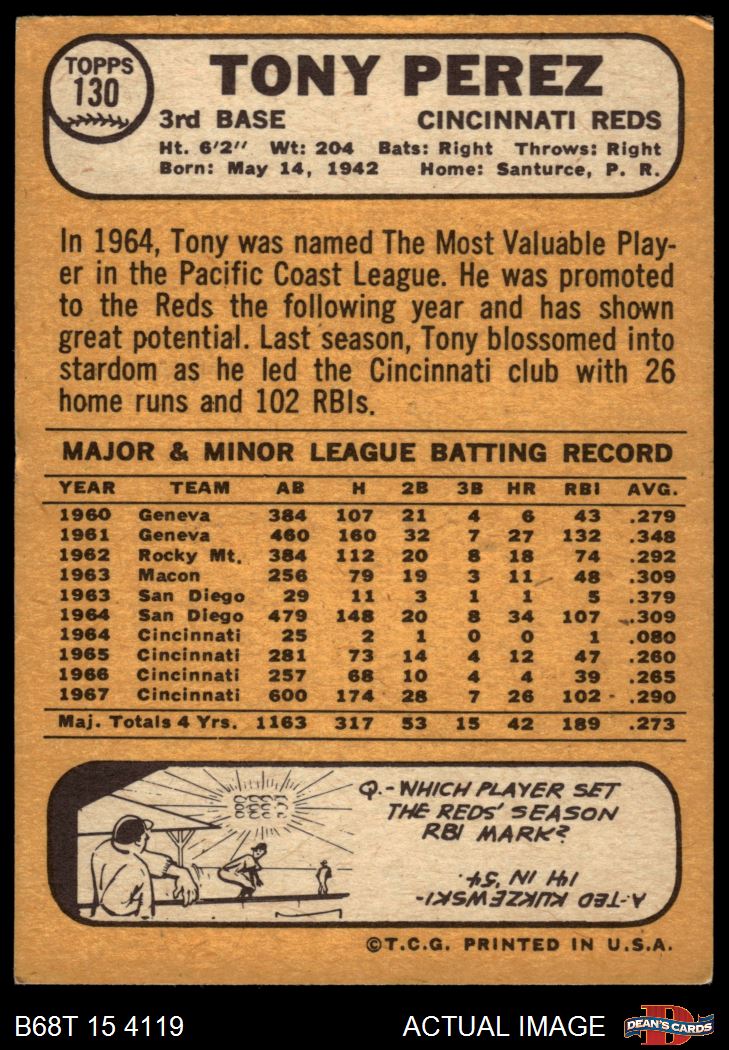 TOPPS
130
TONY PEREZ
3rd BASE CINCINNATI REDS
Ht. 6'2" Wt: 204 Bats: Right Throws: Right
Born: May 14, 1942 Home: Santurce, P. R.
In 1964, Tony was named The Most Valuable Play-
er in the Pacific Coast League. He was promoted
to the Reds the following year and has shown
great potential. Last season, Tony blossomed into
stardom as he led the Cincinnati club with 26
home runs and 102 RBIs.
MAJOR & MINOR LEAGUE BATTING RECORD
YEAR TEAM AB H 2B 3B HR RBI AVG.
1960 Geneva 384 107 21 4 6 43 .279
1961 Geneva 460 160 32 7 27 132 .348
1962 Rocky Mt. 384 112 20 8 18 74 .292
1963 Macon 256 79 19 3 11 48 .309
1963 San Diego 29 11 3 1 1 5 .379
1964 San Diego 479 148 20 8 34 107 .309
1964 Cincinnati 25 2 1 0 0 1 .080
1965 Cincinnati 281 73 14 4 12 47 .260
1966 Cincinnati 257 68 10 4 4 39 .265
1967 Cincinnati 600 174 28 7 26 102 .290
Maj. Totals 4 Yrs. 1163 317 53 15 42 189 .273
Q.-WHICH PLAYER SET
THE REDS' SEASON
RBI MARK?
A-TED KLUZEWSKI-
141 IN '54.
©T.C.G. PRINTED IN U.S.A.
B68T 15 4119 ACTUAL IMAGE
DEAN'S CARDS